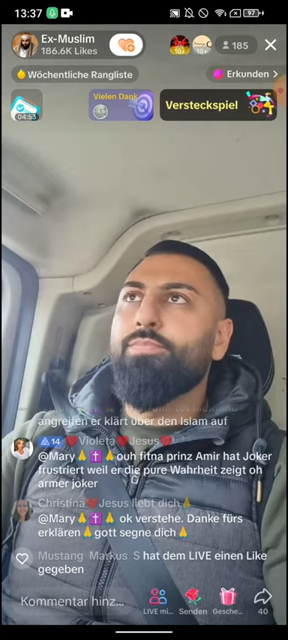 13:37
97
Ex-Muslim
186.6K Likes
10+
10+
185
Wöchentliche Rangliste
Erkunden >
04:53
Vielen Dank
Versteckspiel
angreifen er klärt über den Islam auf
14 Violeta Jesus
@Mary ouh fitna prinz Amir hat Joker
frustriert weil er die pure Wahrheit zeigt oh
armer joker
Christina Jesus liebt dich
@Mary ok verstehe. Danke fürs
erklären gott segne dich
Mustang Markus S hat dem LIVE einen Like
gegeben
Kommentar hinz...
LIVE mi...
Senden
Gesche...
40